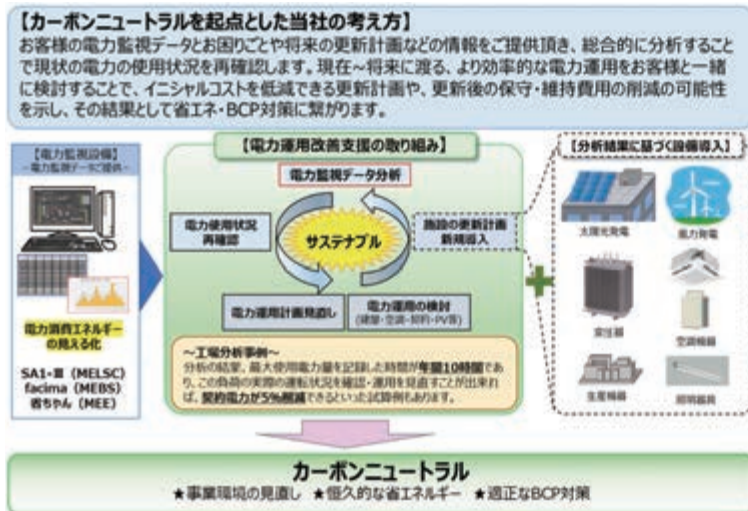 【カーボンニュートラルを起点とした当社の考え方】
お客様の電力監視データとお困りごとや将来の更新計画などの情報をご提供頂き、総合的に分析すること
で現状の電力の使用状況を再確認します。現在～将来に渡る、より効率的な電力運用をお客様と一緒
に検討することで、イニシャルコストを低減できる更新計画や、更新後の保守・維持費用の削減の可能性
を示し、その結果として省エネ・BCP対策に繋がります。
【電力監視設備】
～電力監視データご提供～
電力消費エネルギー
の見える化
SA1-Ⅲ（MELSC）
facima（MEBS）
省ちゃん（MEE）
【電力運用改善支援の取り組み】
電力監視データ分析
電力使用状況
再確認
サステナブル
施設の更新計画
新規導入
電力運用計画見直し
電力運用の検討
（建屋・空調・契約・PV等）
～工場分析事例～
分析の結果、最大使用電力量を記録した時間が年間10時間であ
り、この負荷の実際の運転状況を確認・運用を見直すことが出来れ
ば、契約電力が5%削減できるといった試算例もあります。
【分析結果に基づく設備導入】
太陽光発電
風力発電
変圧器
空調機器
生産機器
照明器具
カーボンニュートラル
★事業環境の見直し ★恒久的な省エネルギー ★適正なBCP対策